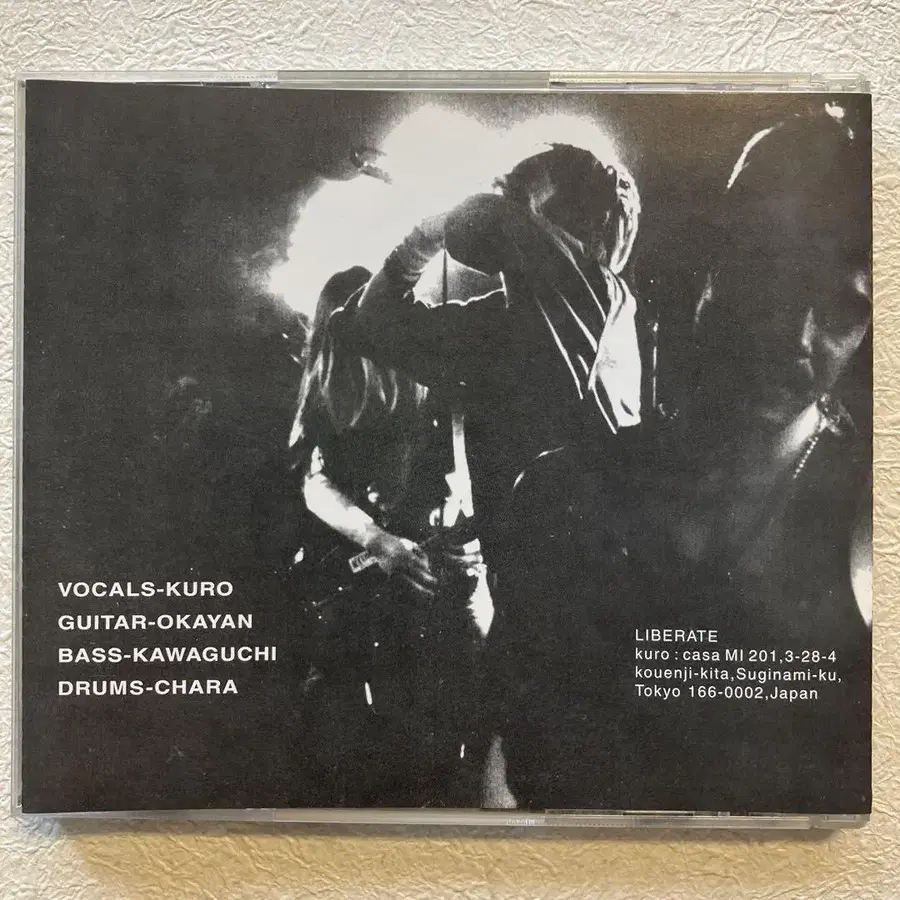 VOCALS-KURO
GUITAR-OKAYAN
BASS-KAWAGUCHI
DRUMS-CHARA
LIBERATE
kuro : casa MI 201,3-28-4
kouenji-kita,Suginami-ku,
Tokyo 166-0002,Japan